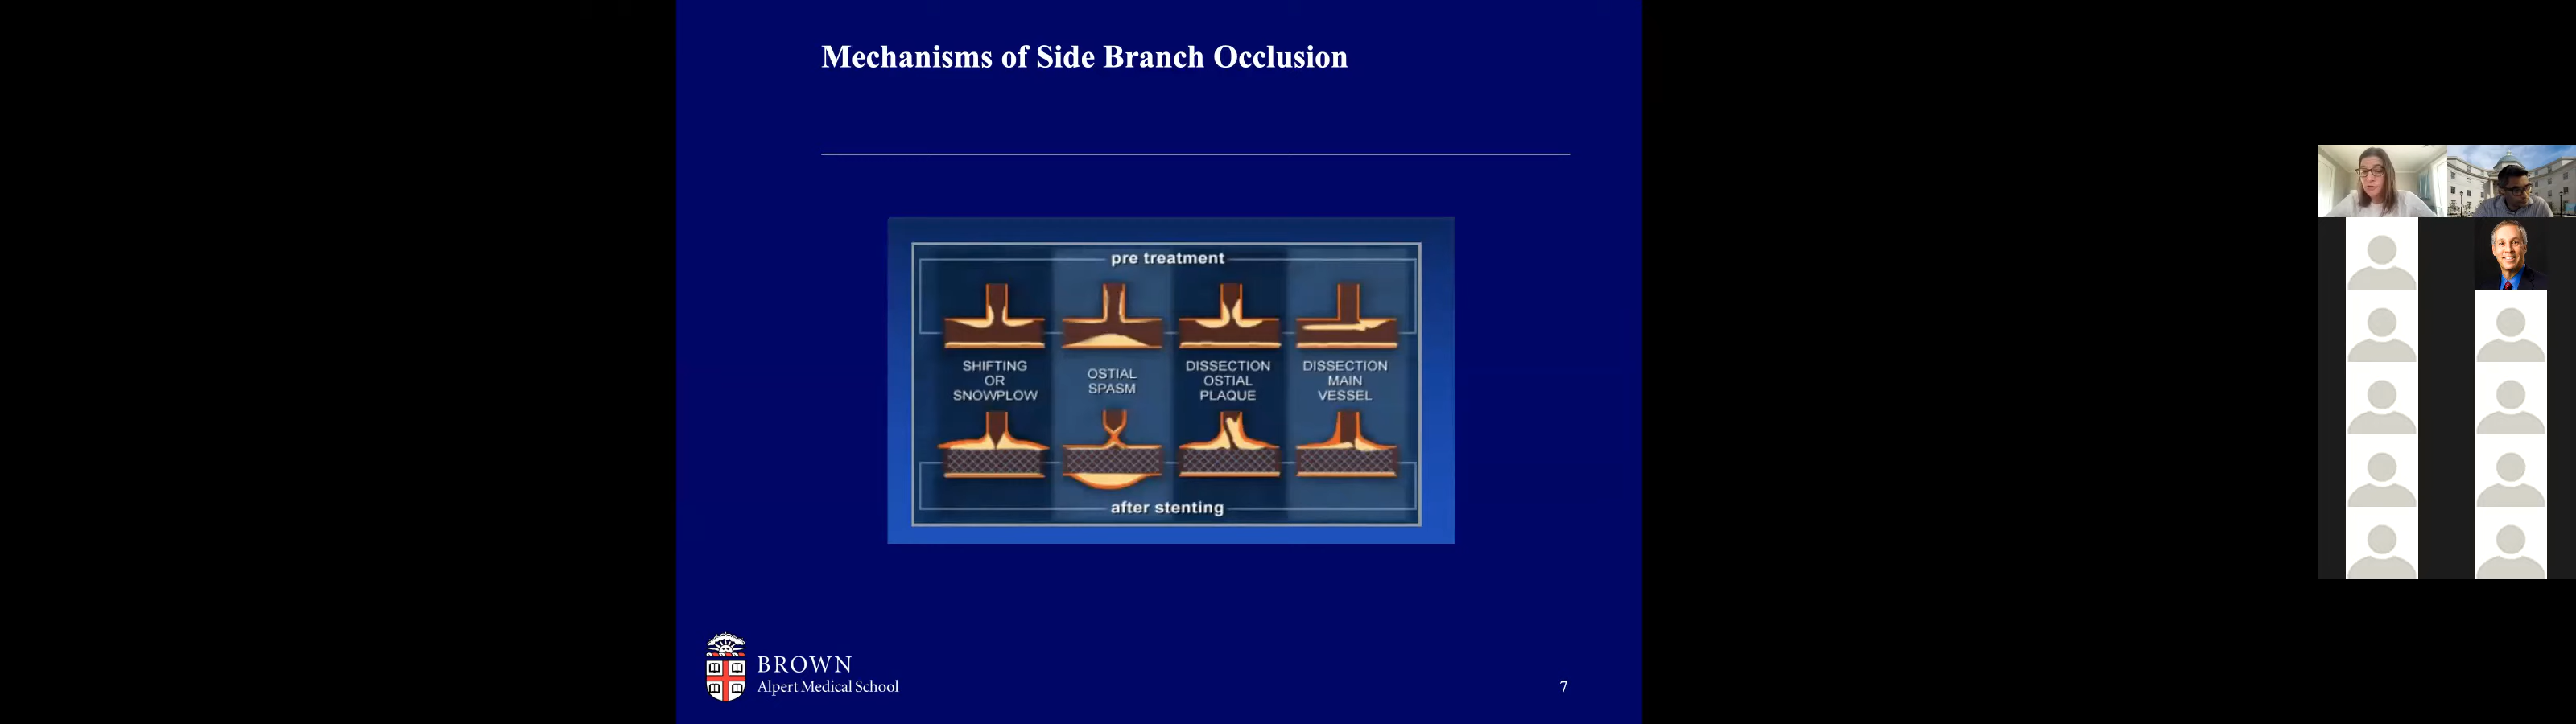 Mechanisms of Side Branch Occlusion
pre treatment
SHIFTING
OR
SNOWPLOW
OSTIAL
SPASM
DISSECTION
OSTIAL
PLAQUE
DISSECTION
MAIN
VESSEL
after stenting
BROWN
Alpert Medical School
7